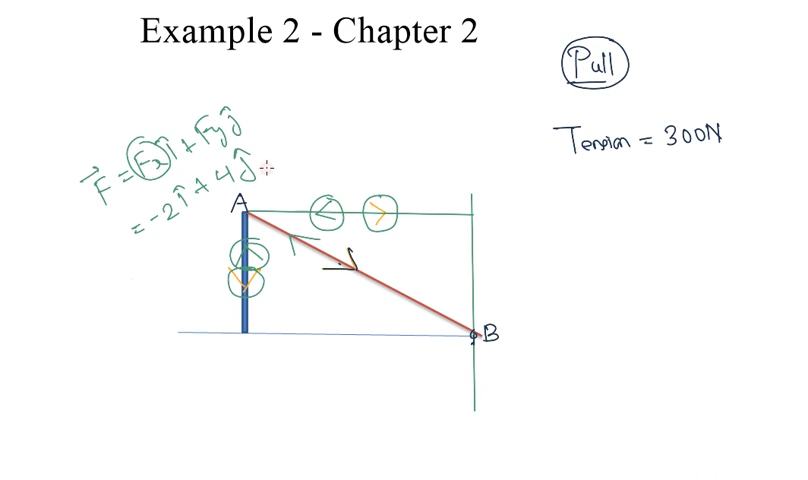 Example 2 - Chapter 2
Pull
Tension = 300N
F⃗ = Fx î + Fy ĵ
= -2 î + 4 ĵ
A
B